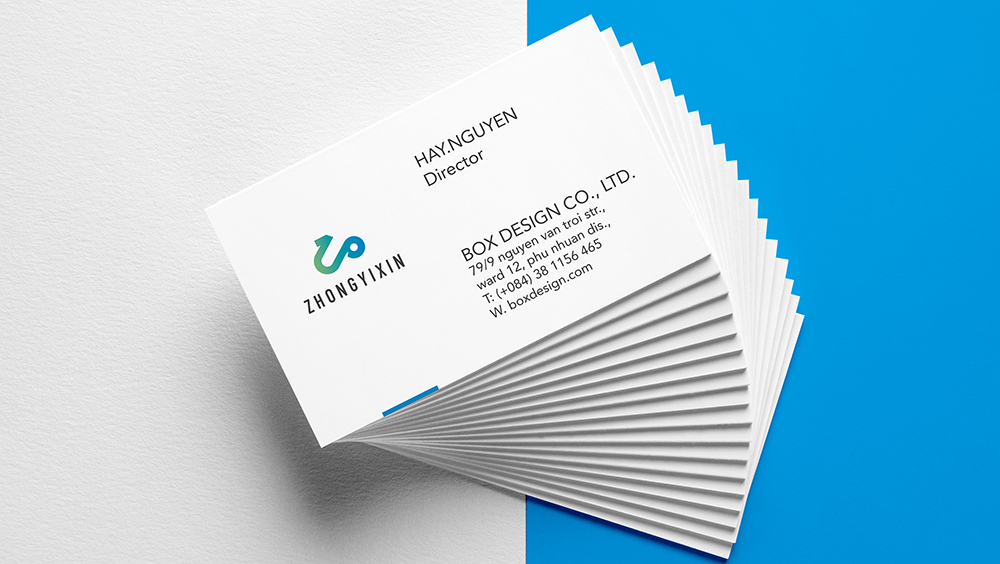 HAY.NGUYEN
Director
ZHONGYIXIN
BOX DESIGN CO., LTD.
79/9 nguyen van troi str.,
ward 12, phu nhuan dis.,
T: (+084) 38 1156 465
W. boxdesign.com